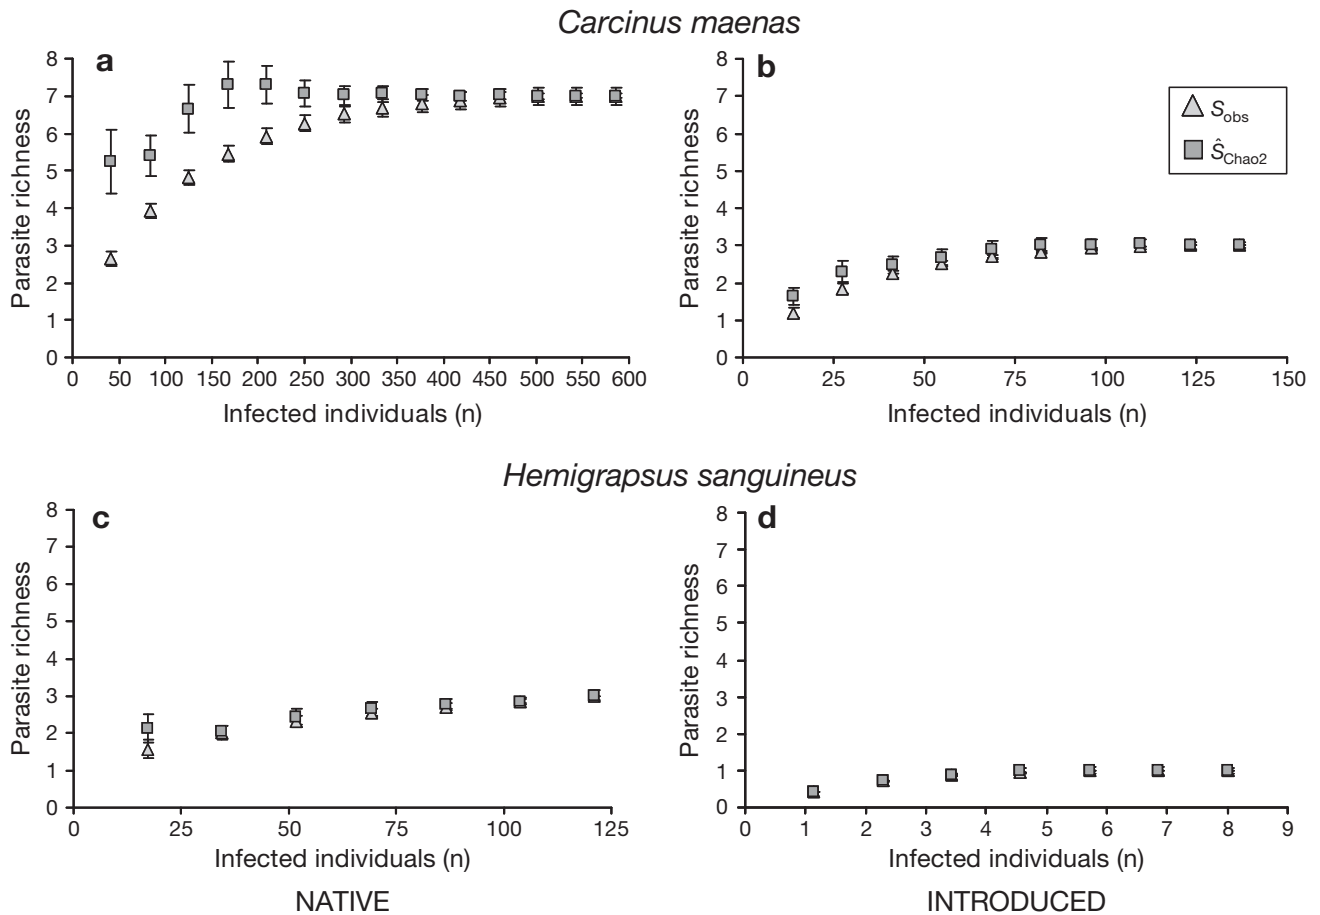 Carcinus maenas
a
8
7
6
5
4
3
2
1
0
Parasite richness
0 50 100 150 200 250 300 350 400 450 500 550 600
Infected individuals (n)
b
8
7
6
5
4
3
2
1
0
Parasite richness
0 25 50 75 100 125 150
Infected individuals (n)
S_obs
Ŝ_Chao2
Hemigrapsus sanguineus
c
8
7
6
5
4
3
2
1
0
Parasite richness
0 25 50 75 100 125
Infected individuals (n)
NATIVE
d
8
7
6
5
4
3
2
1
0
Parasite richness
0 1 2 3 4 5 6 7 8 9
Infected individuals (n)
INTRODUCED